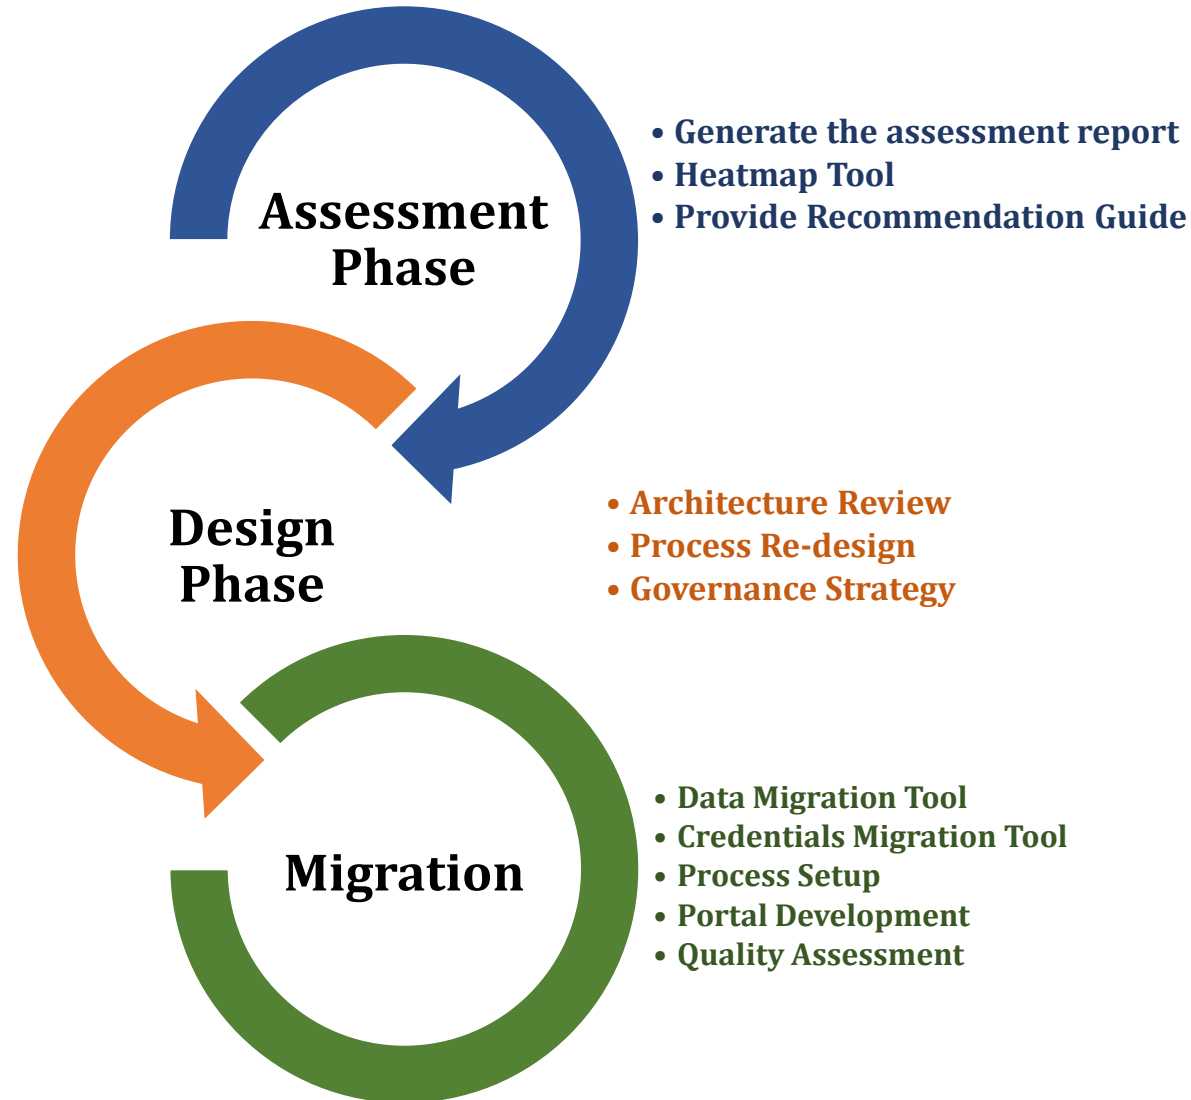 Assessment
Phase
• Generate the assessment report
• Heatmap Tool
• Provide Recommendation Guide
Design
Phase
• Architecture Review
• Process Re-design
• Governance Strategy
Migration
• Data Migration Tool
• Credentials Migration Tool
• Process Setup
• Portal Development
• Quality Assessment